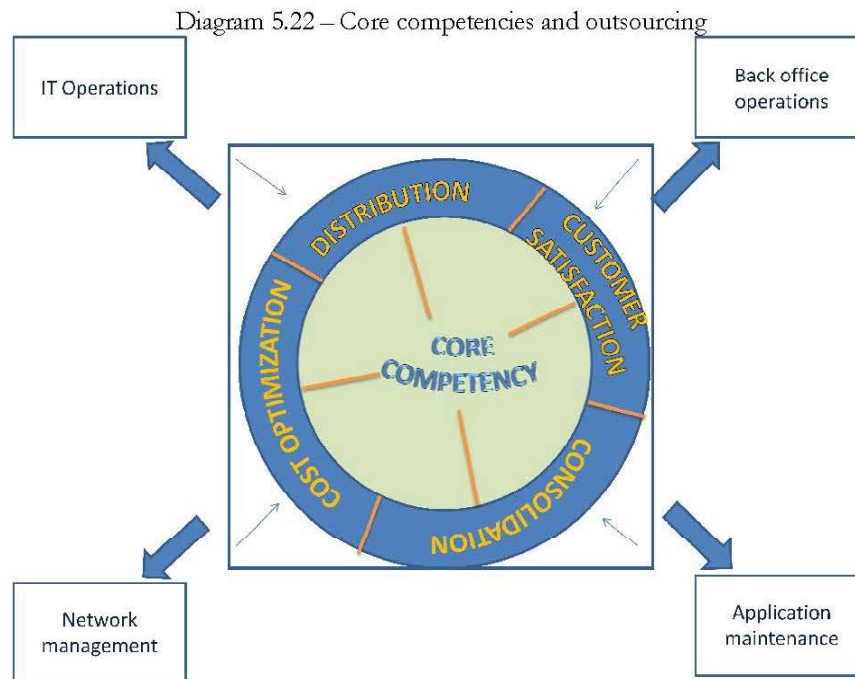 Diagram 5.22 – Core competencies and outsourcing
IT Operations
Back office
operations
DISTRIBUTION
CUSTOMER
SATISFACTION
CORE
COMPETENCY
COST OPTIMIZATION
CONSOLIDATION
Network
management
Application
maintenance